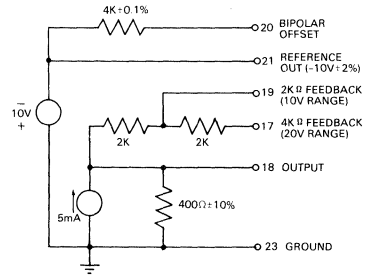 4K±0.1%
20 BIPOLAR
OFFSET
21 REFERENCE
OUT (-10V±2%)
19 2KΩ FEEDBACK
(10V RANGE)
10V
17 4KΩ FEEDBACK
(20V RANGE)
2K 2K
18 OUTPUT
5mA
400Ω±10%
23 GROUND